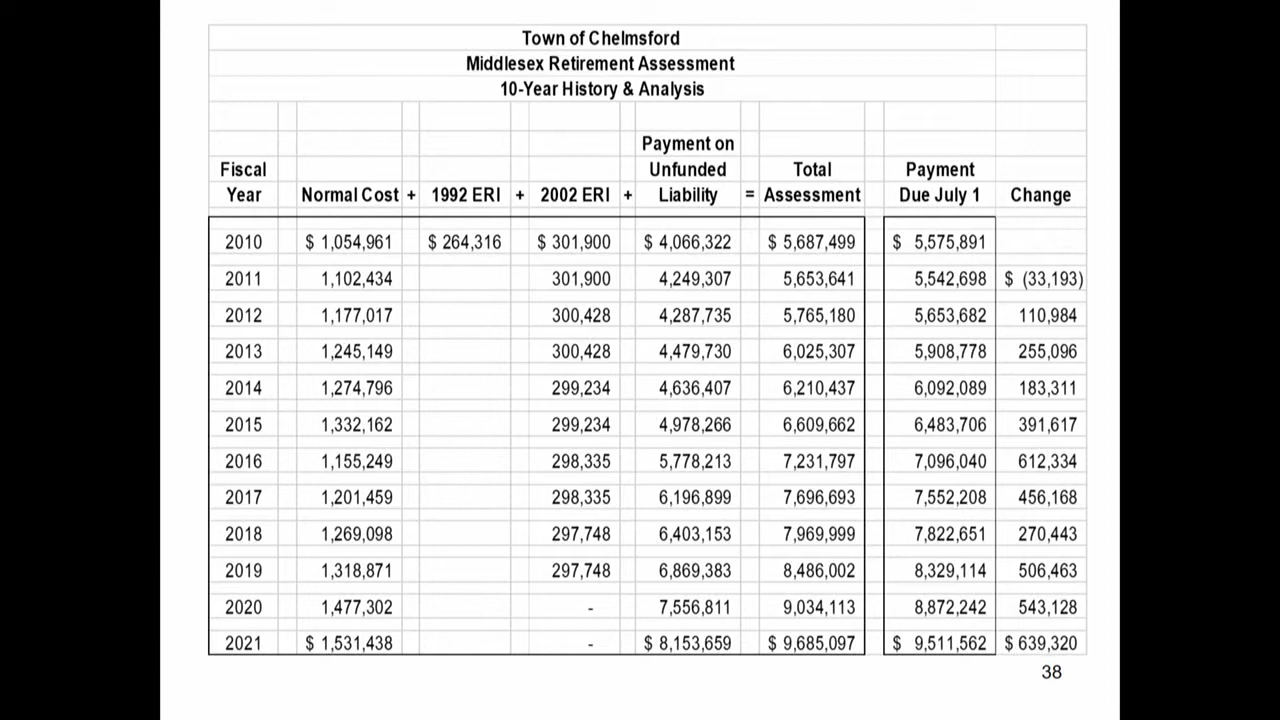 Town of Chelmsford
Middlesex Retirement Assessment
10-Year History & Analysis
Payment on
Fiscal Unfunded Total Payment
Year Normal Cost + 1992 ERI + 2002 ERI + Liability = Assessment Due July 1 Change
2010 $ 1,054,961 $ 264,316 $ 301,900 $ 4,066,322 $ 5,687,499 $ 5,575,891
2011 1,102,434 301,900 4,249,307 5,653,641 5,542,698 $ (33,193)
2012 1,177,017 300,428 4,287,735 5,765,180 5,653,682 110,984
2013 1,245,149 300,428 4,479,730 6,025,307 5,908,778 255,096
2014 1,274,796 299,234 4,636,407 6,210,437 6,092,089 183,311
2015 1,332,162 299,234 4,978,266 6,609,662 6,483,706 391,617
2016 1,155,249 298,335 5,778,213 7,231,797 7,096,040 612,334
2017 1,201,459 298,335 6,196,899 7,696,693 7,552,208 456,168
2018 1,269,098 297,748 6,403,153 7,969,999 7,822,651 270,443
2019 1,318,871 297,748 6,869,383 8,486,002 8,329,114 506,463
2020 1,477,302 - 7,556,811 9,034,113 8,872,242 543,128
2021 $ 1,531,438 - $ 8,153,659 $ 9,685,097 $ 9,511,562 $ 639,320
38